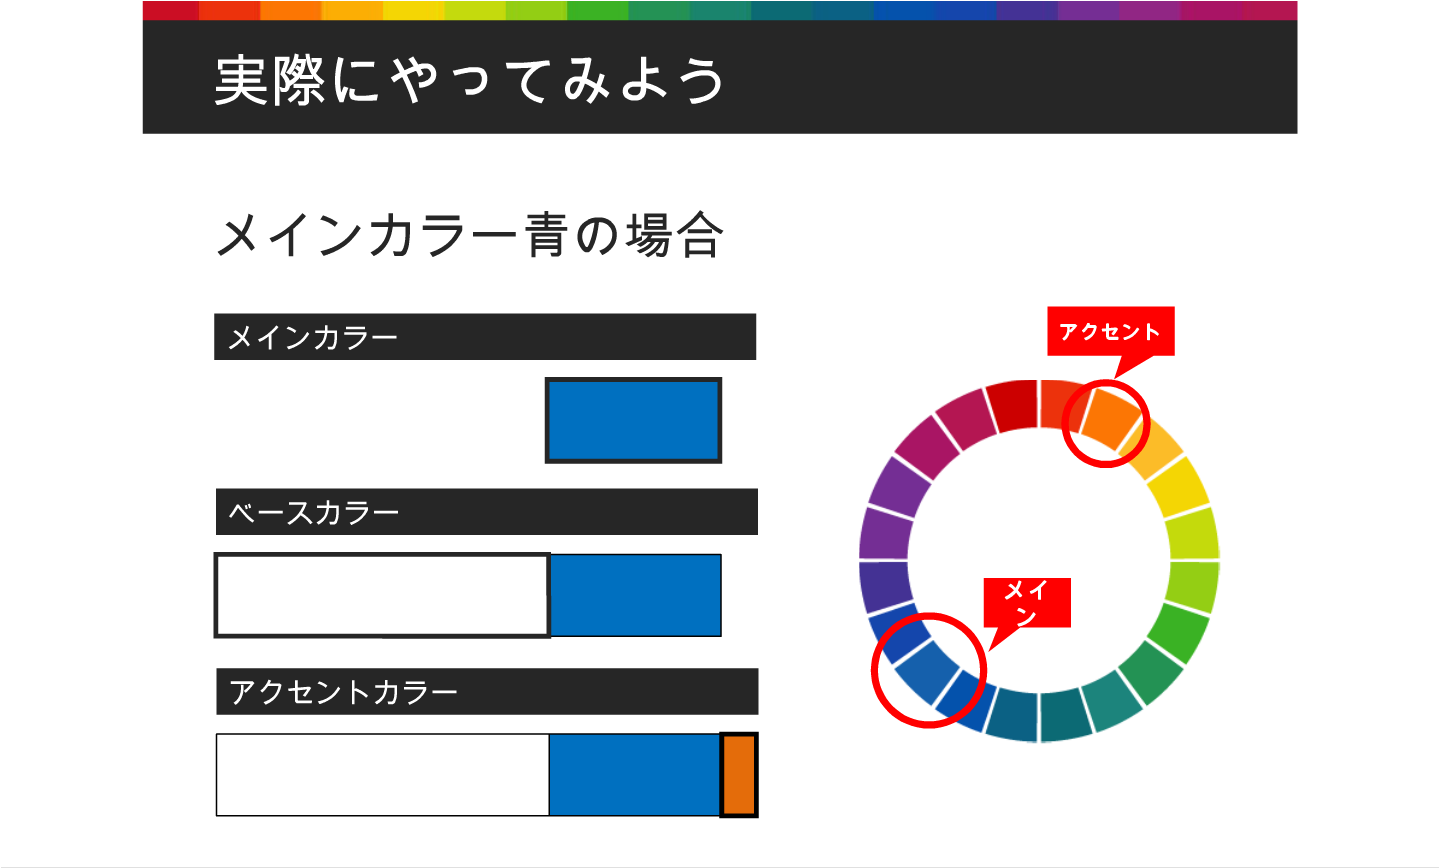 実際にやってみよう
メインカラー青の場合
メインカラー
ベースカラー
アクセントカラー
アクセント
メイ
ン